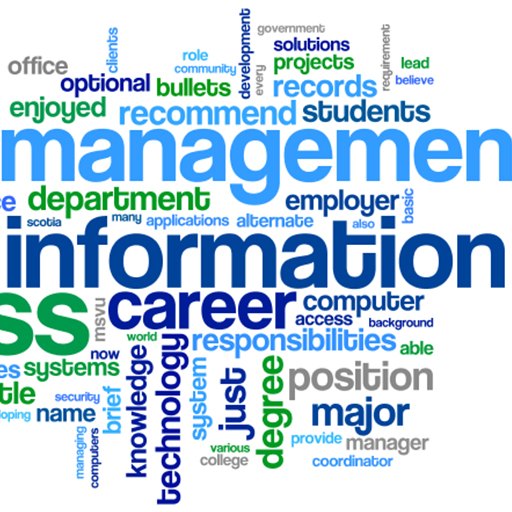 government
clients
role
development
solutions
requirement
office
community
every
projects
lead
optional
bullets
records
believe
enjoyed
recommend
students
managemen
ce
department
employer
basic
scotia
many
applications
alternate
also
information
ss
msvu
career
computer
access
background
world
responsibilities
able
es
systems
now
knowledge
technology
system
just
degree
position
tle
brief
security
loping
name
major
managing
computers
various
college
provide
manager
coordinator